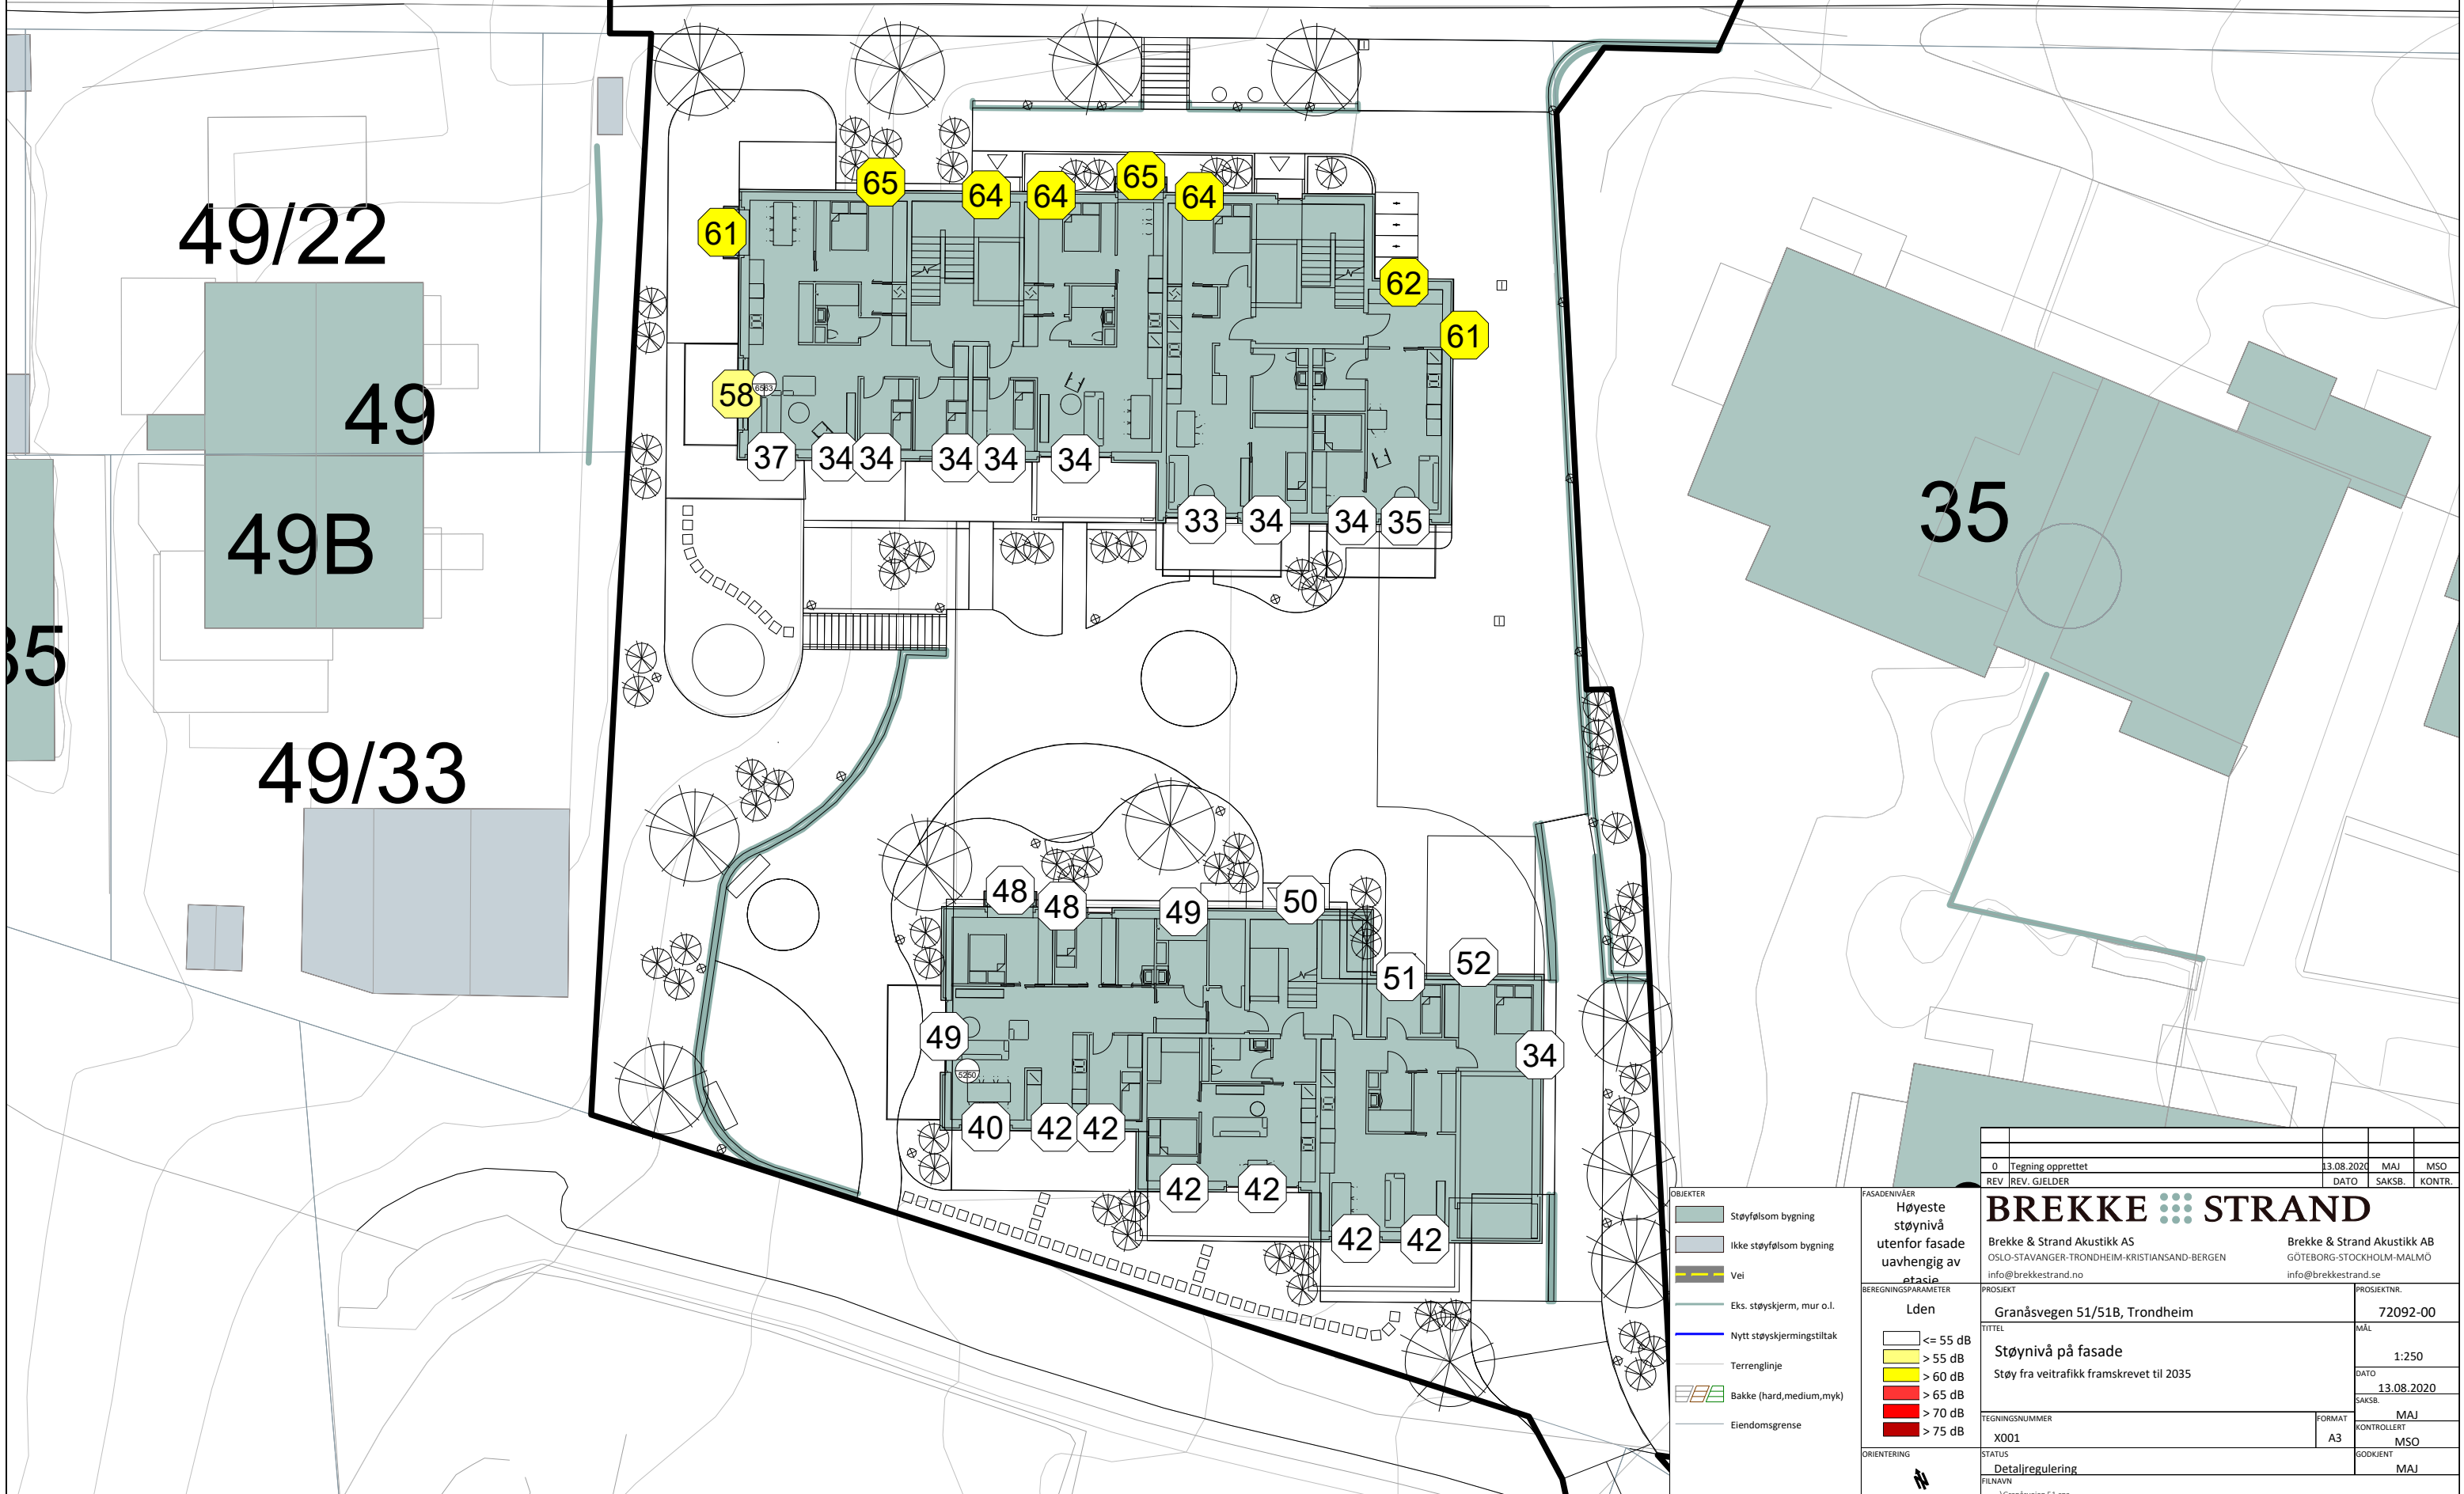 65
64
64
65
64
61
62
61
58
6563
37
34
34
34
34
34
33
34
34
35
49/22
49
49B
49/33
35
35
48
48
49
50
51
52
49
5250
34
40
42
42
42
42
42
42
0 Tegning opprettet 13.08.2020 MAJ MSO
REV REV. GJELDER DATO SAKSB. KONTR.
OBJEKTER
Støyfølsom bygning
Ikke støyfølsom bygning
Vei
Eks. støyskjerm, mur o.l.
Nytt støyskjermingstiltak
Terrenglinje
Bakke (hard,medium,myk)
Eiendomsgrense
FASADENIVÅER
Høyeste
støynivå
utenfor fasade
uavhengig av
etasje
BEREGNINGSPARAMETER
Lden
<= 55 dB
> 55 dB
> 60 dB
> 65 dB
> 70 dB
> 75 dB
ORIENTERING
N
BREKKE STRAND
Brekke & Strand Akustikk AS
OSLO-STAVANGER-TRONDHEIM-KRISTIANSAND-BERGEN
info@brekkestrand.no
Brekke & Strand Akustikk AB
GÖTEBORG-STOCKHOLM-MALMÖ
info@brekkestrand.se
PROSJEKT
Granåsvegen 51/51B, Trondheim
PROSJEKTNR.
72092-00
TITTEL
Støynivå på fasade
Støy fra veitrafikk framskrevet til 2035
MÅL
1:250
DATO
13.08.2020
SAKSB.
MAJ
TEGNINGSNUMMER
X001
FORMAT
A3
KONTROLLERT
MSO
STATUS
Detaljregulering
GODKJENT
MAJ
FILNAVN